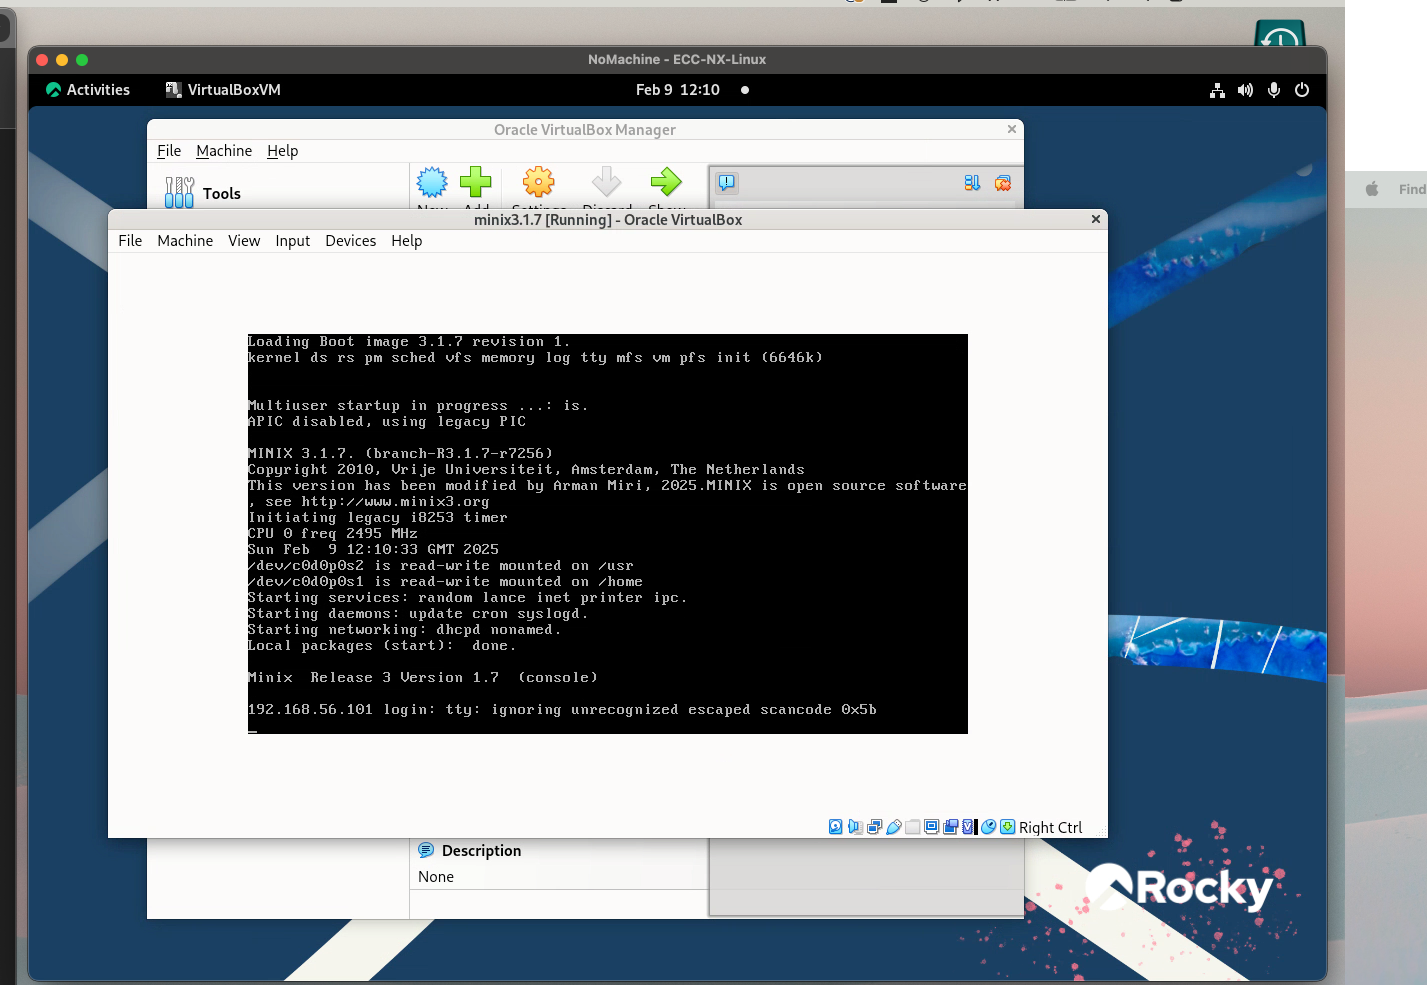 NoMachine - ECC-NX-Linux
Activities
VirtualBoxVM
Feb 9 12:10
Find
Oracle VirtualBox Manager
File Machine Help
Tools
minix3.1.7 [Running] - Oracle VirtualBox
File Machine View Input Devices Help
Loading Boot image 3.1.7 revision 1.
kernel ds rs pm sched vfs memory log tty mfs vm pfs init (6646k)
Multiuser startup in progress ...: is.
APIC disabled, using legacy PIC
MINIX 3.1.7. (branch-R3.1.7-r7256)
Copyright 2010, Vrije Universiteit, Amsterdam, The Netherlands
This version has been modified by Arman Miri, 2025.MINIX is open source software
, see http://www.minix3.org
Initiating legacy i8253 timer
CPU 0 freq 2495 MHz
Sun Feb  9 12:10:33 GMT 2025
/dev/c0d0p0s2 is read-write mounted on /usr
/dev/c0d0p0s1 is read-write mounted on /home
Starting services: random lance inet printer ipc.
Starting daemons: update cron syslogd.
Starting networking: dhcpd nonamed.
Local packages (start):  done.
Minix  Release 3 Version 1.7  (console)
192.168.56.101 login: tty: ignoring unrecognized escaped scancode 0x5b
Right Ctrl
Description
None
Rocky